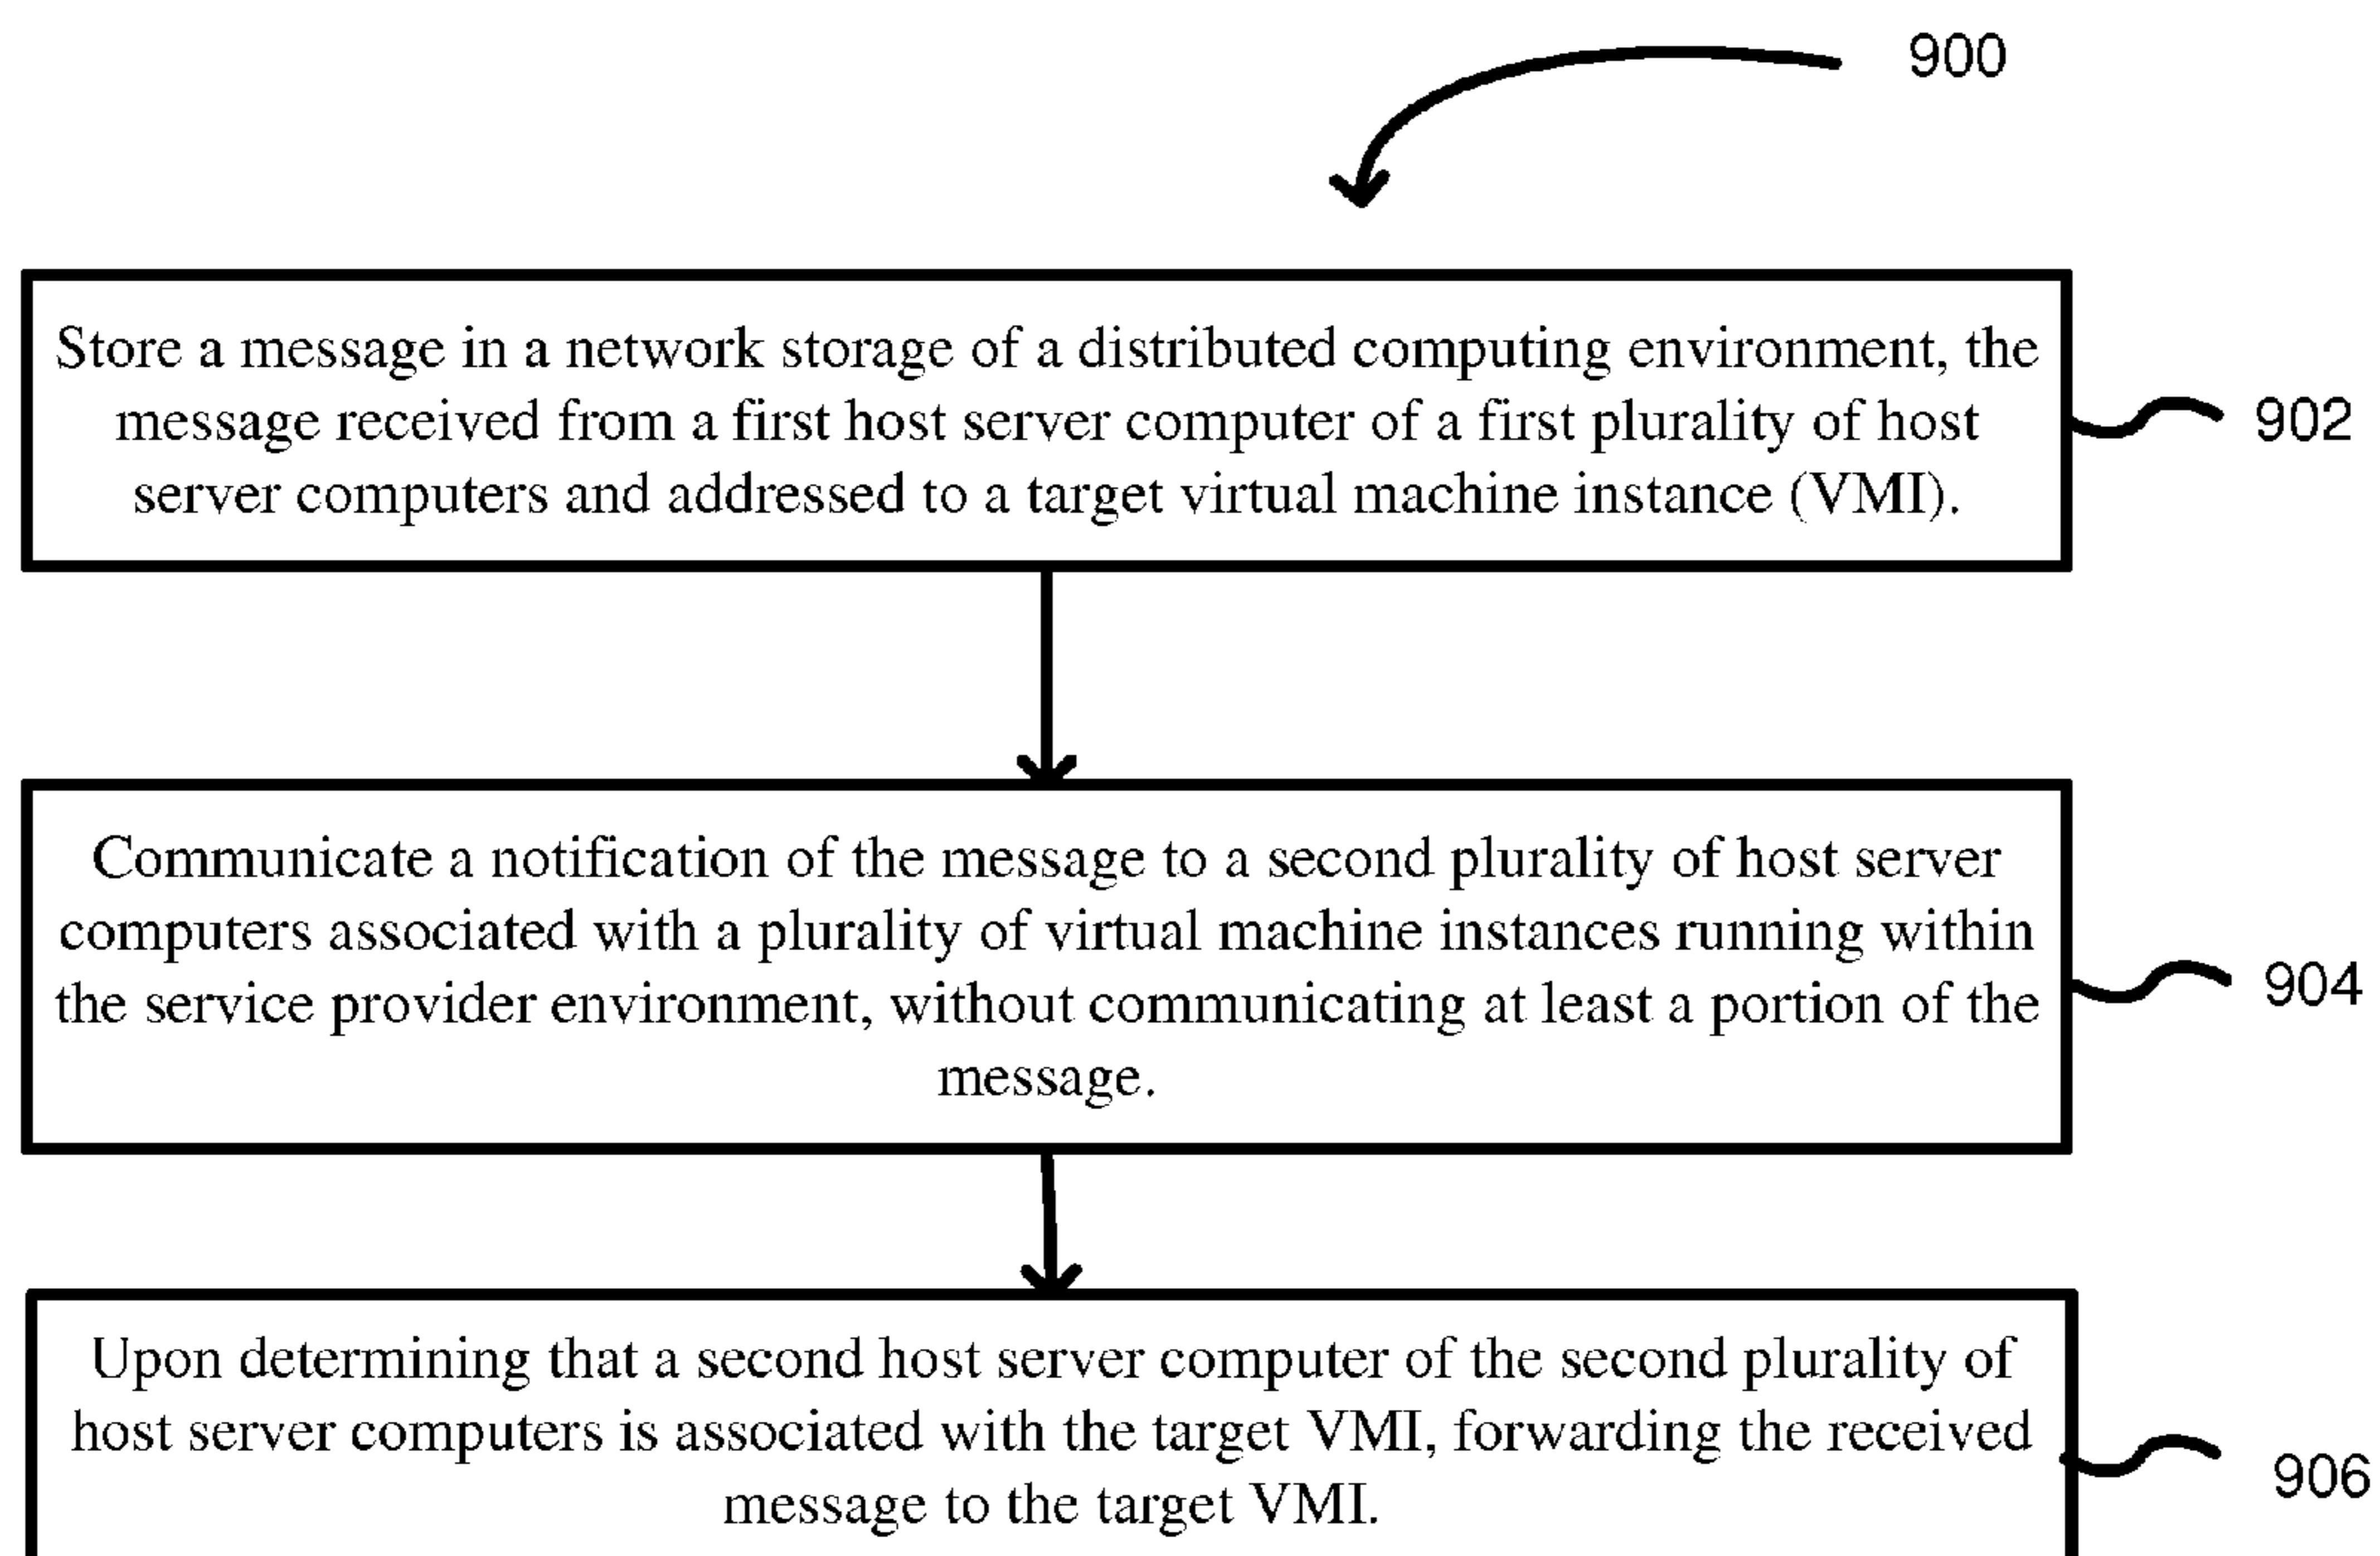 900
Store a message in a network storage of a distributed computing environment, the
message received from a first host server computer of a first plurality of host
server computers and addressed to a target virtual machine instance (VMI).
902
Communicate a notification of the message to a second plurality of host server
computers associated with a plurality of virtual machine instances running within
the service provider environment, without communicating at least a portion of the
message.
904
Upon determining that a second host server computer of the second plurality of
host server computers is associated with the target VMI, forwarding the received
message to the target VMI.
906